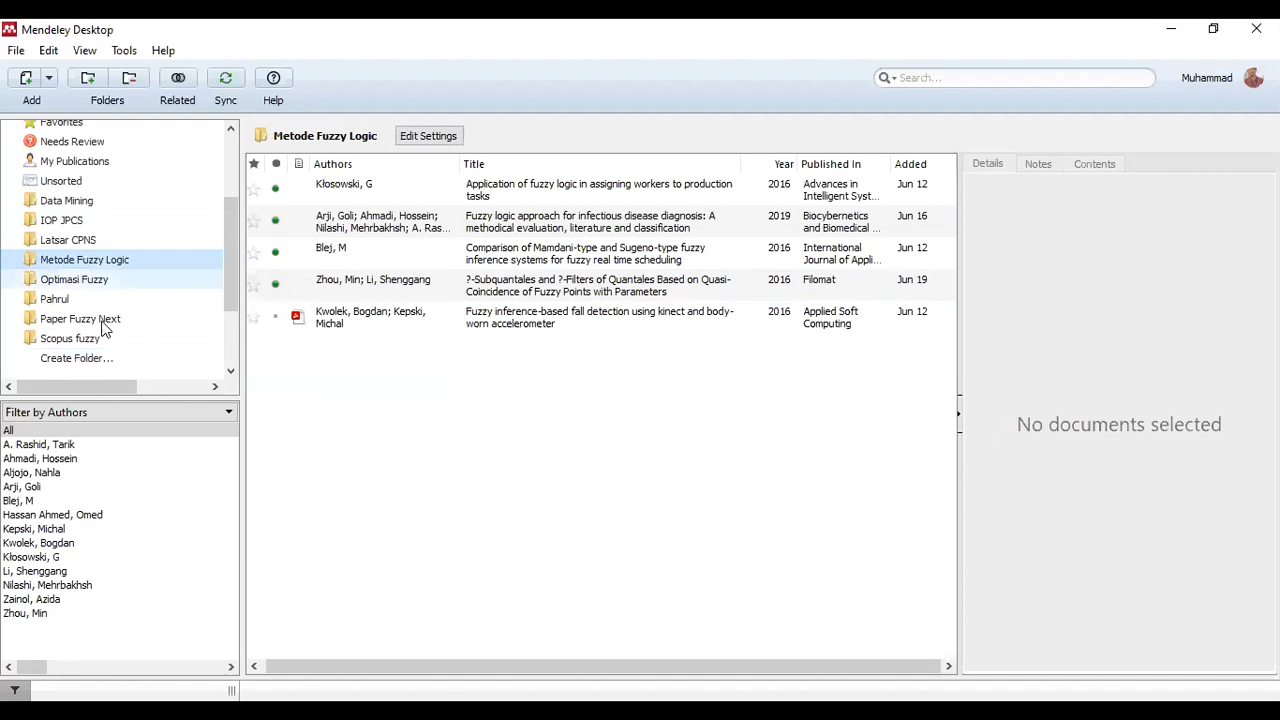 Mendeley Desktop
File Edit View Tools Help
Search...
Muhammad
Add Folders Related Sync Help
Favorites
Needs Review
My Publications
Unsorted
Data Mining
IOP JPCS
Latsar CPNS
Metode Fuzzy Logic
Optimasi Fuzzy
Pahrul
Paper Fuzzy Next
Scopus fuzzy
Create Folder...
Filter by Authors
All
A. Rashid, Tarik
Ahmadi, Hossein
Aljojo, Nahla
Arji, Goli
Blej, M
Hassan Ahmed, Omed
Kepski, Michal
Kwolek, Bogdan
Kłosowski, G
Li, Shenggang
Nilashi, Mehrbakhsh
Zainol, Azida
Zhou, Min
Metode Fuzzy Logic Edit Settings
Authors Title Year Published In Added
Kłosowski, G Application of fuzzy logic in assigning workers to production 2016 Advances in Jun 12
tasks Intelligent Syst...
Arji, Goli; Ahmadi, Hossein; Fuzzy logic approach for infectious disease diagnosis: A 2019 Biocybernetics Jun 16
Nilashi, Mehrbakhsh; A. Ras... methodical evaluation, literature and classification and Biomedical ...
Blej, M Comparison of Mamdani-type and Sugeno-type fuzzy 2016 International Jun 12
inference systems for fuzzy real time scheduling Journal of Appli...
Zhou, Min; Li, Shenggang ?-Subquantales and ?-Filters of Quantales Based on Quasi- 2016 Filomat Jun 19
Coincidence of Fuzzy Points with Parameters
Kwolek, Bogdan; Kepski, Fuzzy inference-based fall detection using kinect and body- 2016 Applied Soft Jun 12
Michal worn accelerometer Computing
Details Notes Contents
No documents selected